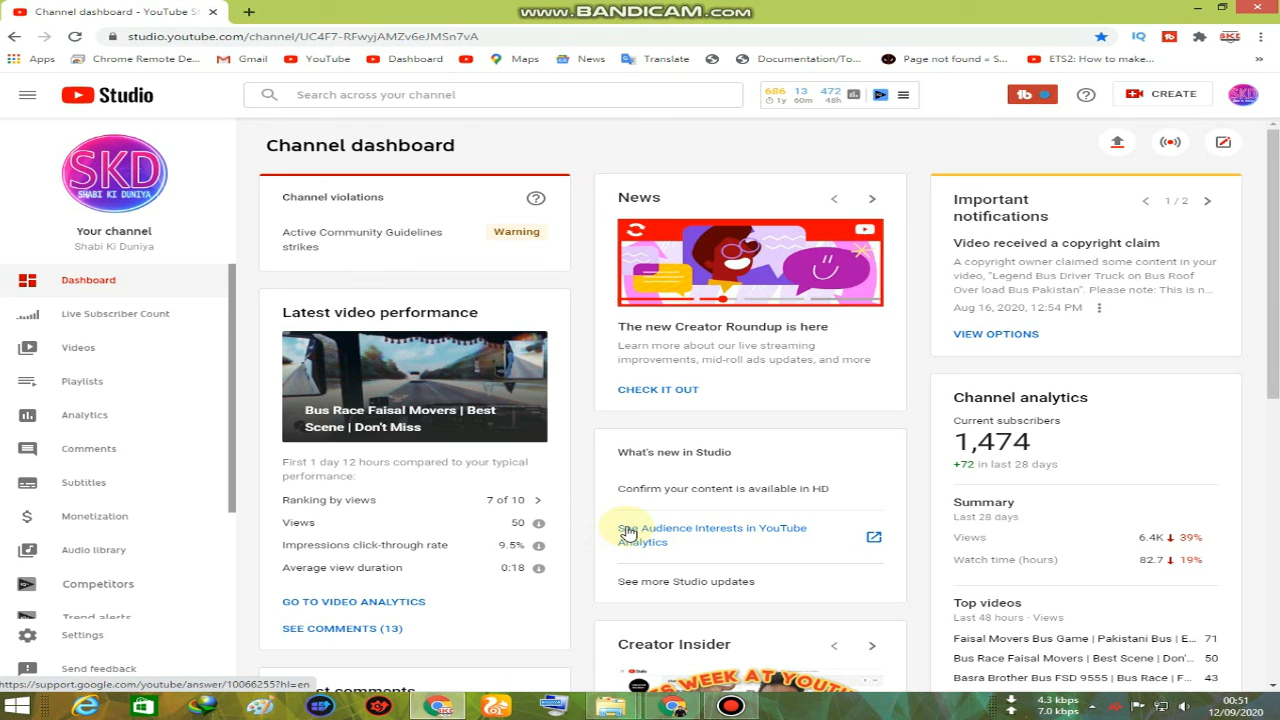 Channel dashboard - YouTube S
www.BANDICAM.com
studio.youtube.com/channel/UC4F7-RFwyjAMZv6eJMSn7vA
Apps
Chrome Remote De...
Gmail
YouTube
Dashboard
Maps
News
Translate
Documentation/To...
Page not found « S...
ETS2: How to make...
Studio
Search across your channel
686 13 472
1y 60m 48h
CREATE
SKD
SHABI KI DUNIYA
Your channel
Shabi Ki Duniya
Dashboard
Live Subscriber Count
Videos
Playlists
Analytics
Comments
Subtitles
Monetization
Audio library
Competitors
Trend alerts
Settings
Send feedback
Channel dashboard
Channel violations
Active Community Guidelines
strikes
Warning
Latest video performance
Bus Race Faisal Movers | Best
Scene | Don't Miss
First 1 day 12 hours compared to your typical
performance:
Ranking by views 7 of 10
Views 50
Impressions click-through rate 9.5%
Average view duration 0:18
GO TO VIDEO ANALYTICS
SEE COMMENTS (13)
News
The new Creator Roundup is here
Learn more about our live streaming
improvements, mid-roll ads updates, and more
CHECK IT OUT
What's new in Studio
Confirm your content is available in HD
See Audience Interests in YouTube
Analytics
See more Studio updates
Creator Insider
Studio
Important
notifications
1 / 2
Video received a copyright claim
A copyright owner claimed some content in your
video, "Legend Bus Driver Truck on Bus Roof
Over load Bus Pakistan". Please note: This is n...
Aug 16, 2020, 12:54 PM
VIEW OPTIONS
Channel analytics
Current subscribers
1,474
+72 in last 28 days
Summary
Last 28 days
Views 6.4K 39%
Watch time (hours) 82.7 19%
Top videos
Last 48 hours · Views
Faisal Movers Bus Game | Pakistani Bus | E... 71
Bus Race Faisal Movers | Best Scene | Don'... 50
Basra Brother Bus FSD 9555 | Bus Race | F... 43
https://support.google.com/youtube/answer/10066255?hl=en
4.3 kbps
7.0 kbps
00:51
12/09/2020